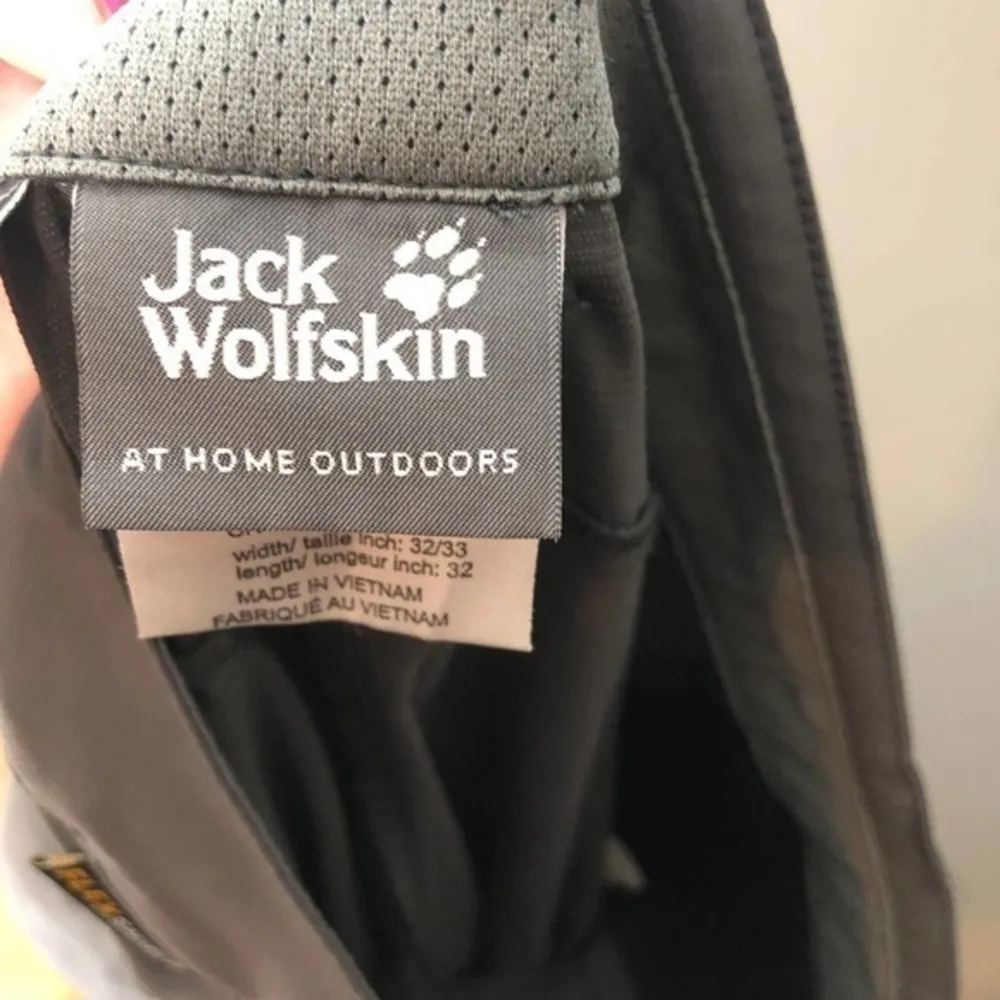 Jack
Wolfskin
AT HOME OUTDOORS
width/ taille inch: 32/33
length/ longeur inch: 32
MADE IN VIETNAM
FABRIQUÉ AU VIETNAM